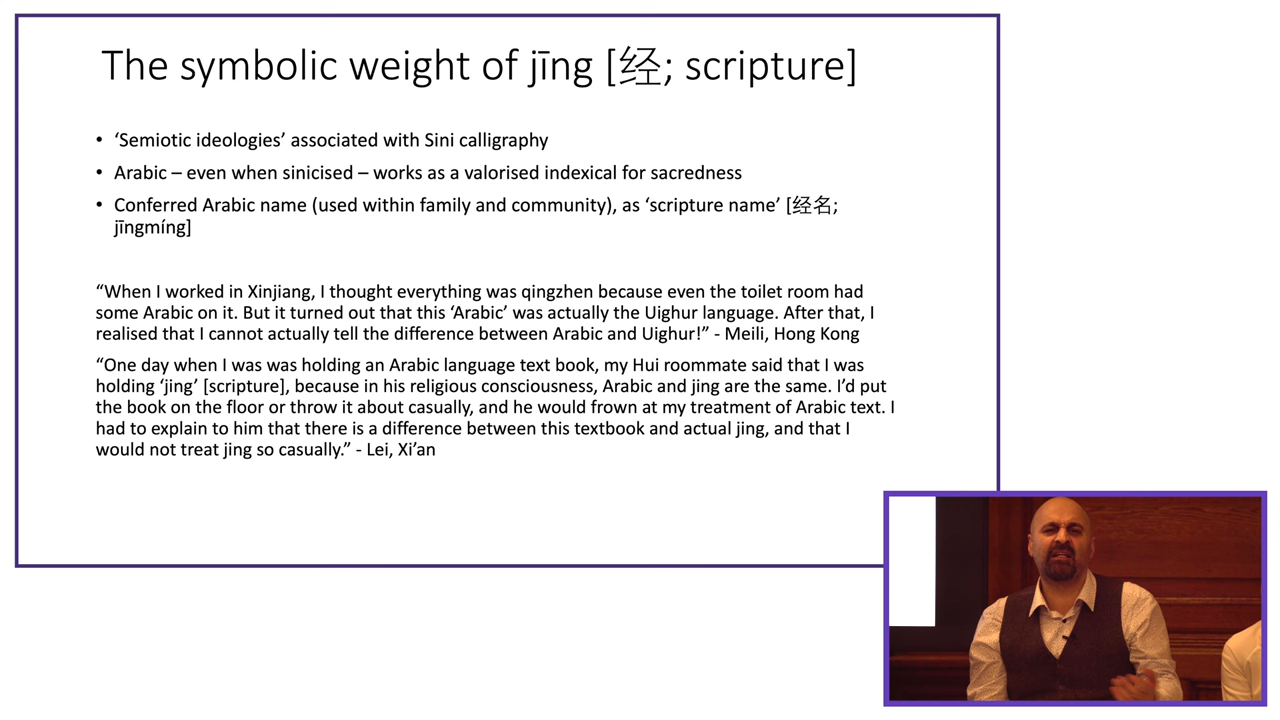 The symbolic weight of jīng [经; scripture]
• ‘Semiotic ideologies’ associated with Sini calligraphy
• Arabic – even when sinicised – works as a valorised indexical for sacredness
• Conferred Arabic name (used within family and community), as ‘scripture name’ [经名;
jīngmíng]
“When I worked in Xinjiang, I thought everything was qingzhen because even the toilet room had
some Arabic on it. But it turned out that this ‘Arabic’ was actually the Uighur language. After that, I
realised that I cannot actually tell the difference between Arabic and Uighur!” - Meili, Hong Kong
“One day when I was was holding an Arabic language text book, my Hui roommate said that I was
holding ‘jing’ [scripture], because in his religious consciousness, Arabic and jing are the same. I’d put
the book on the floor or throw it about casually, and he would frown at my treatment of Arabic text. I
had to explain to him that there is a difference between this textbook and actual jing, and that I
would not treat jing so casually.” - Lei, Xi’an